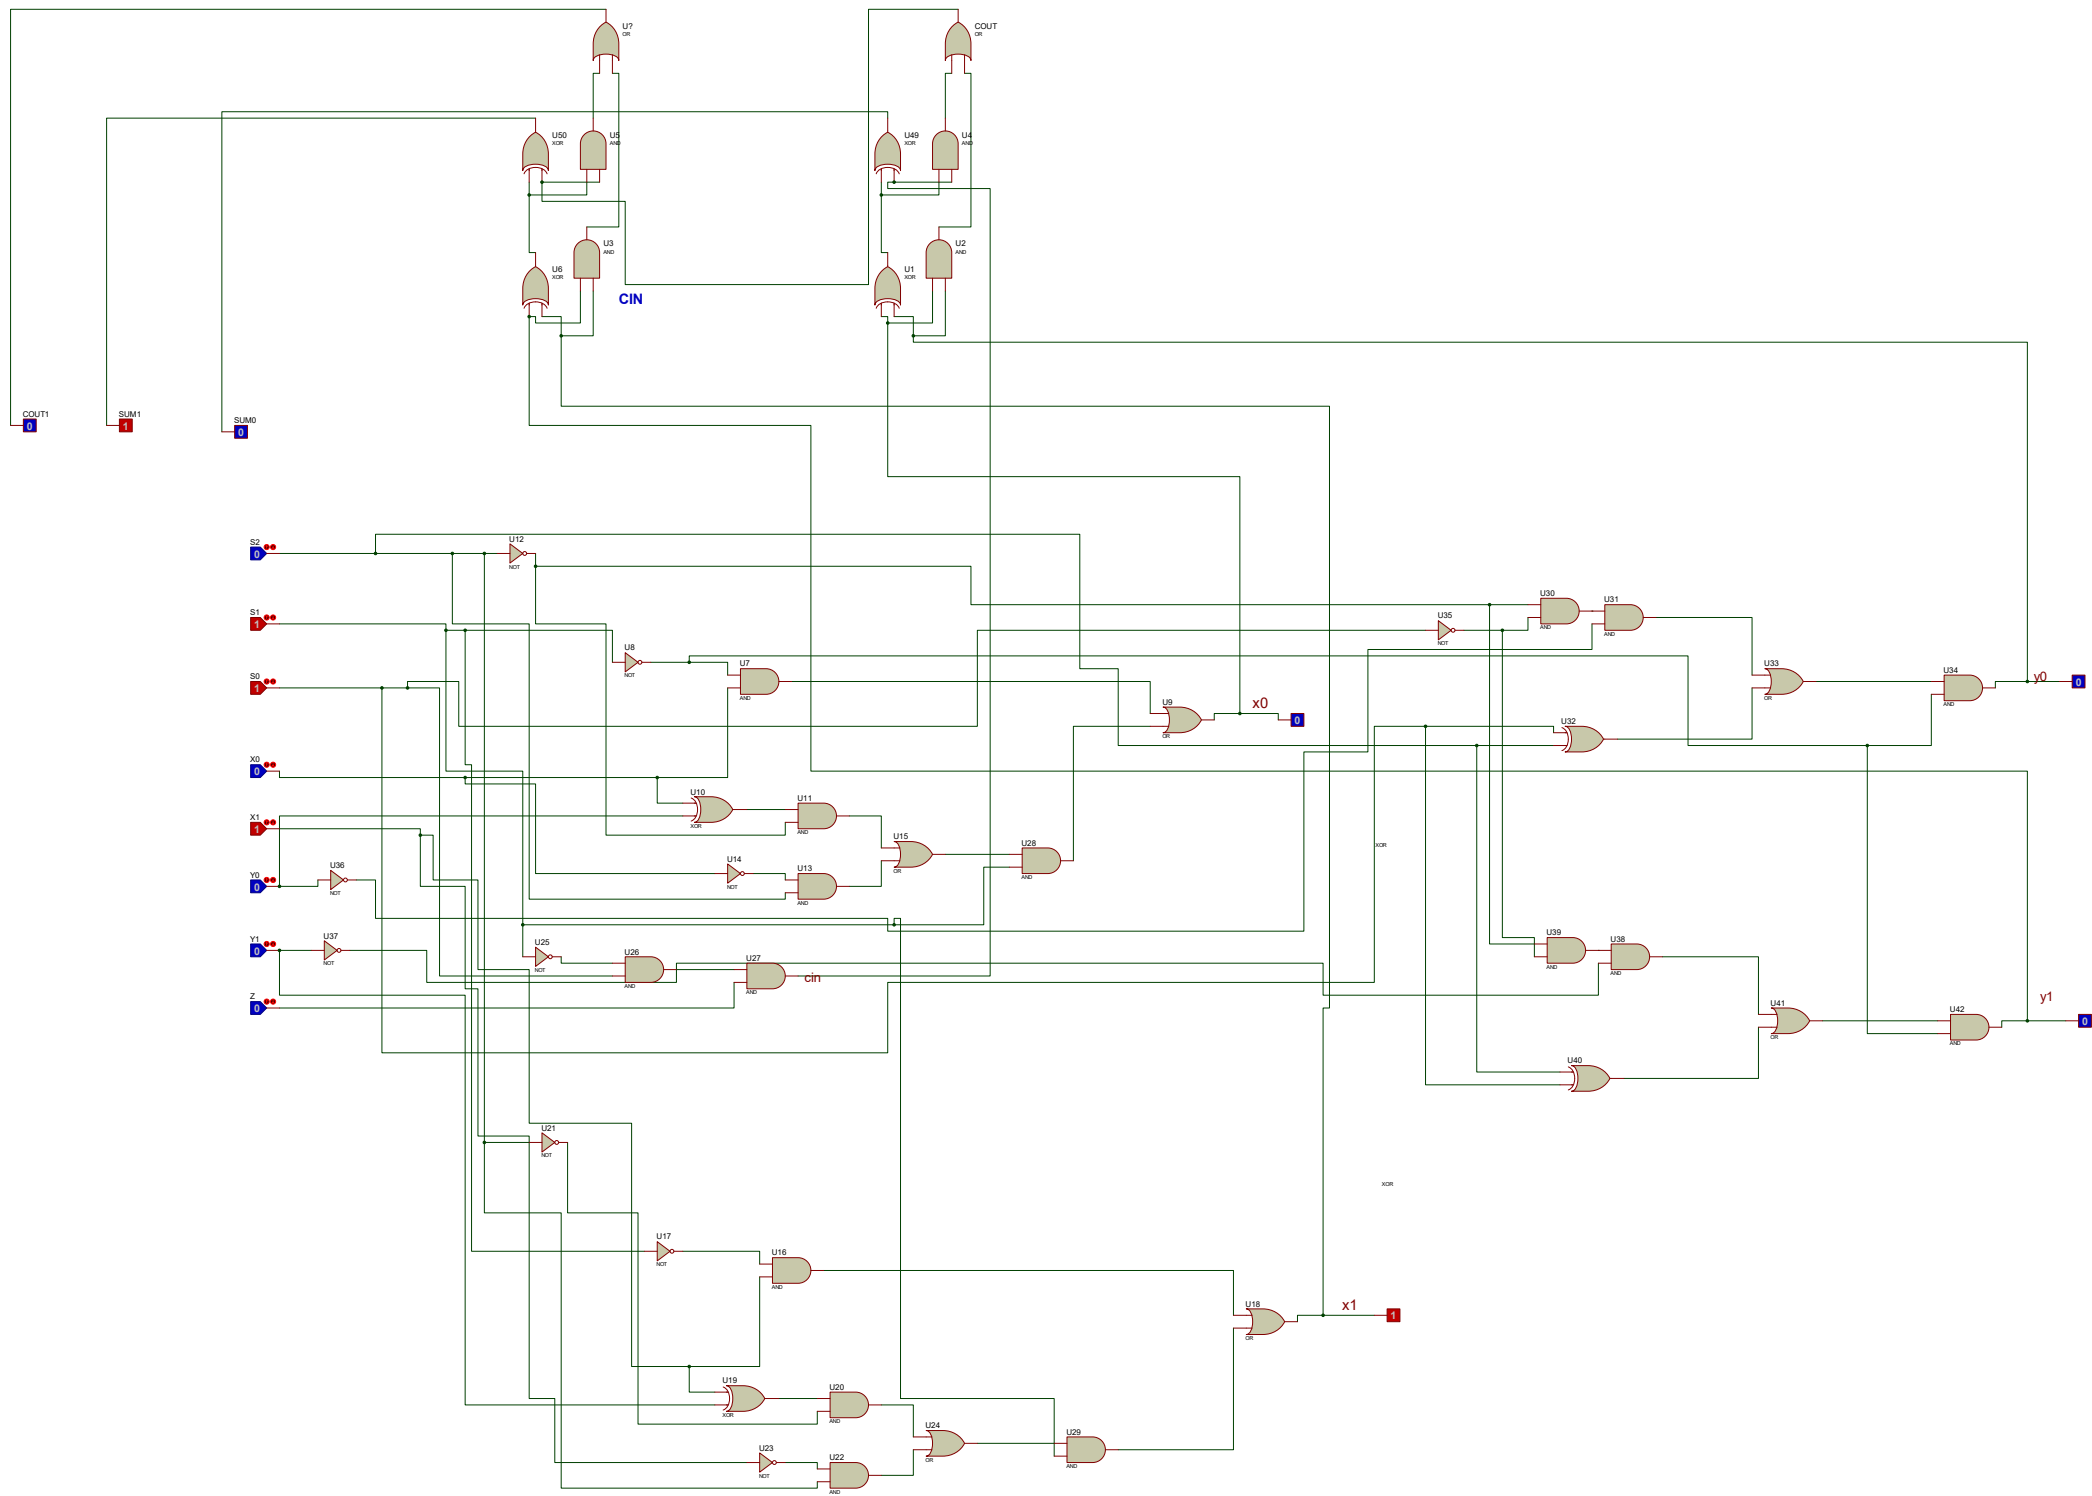 U?
OR
COUT
OR
U50
XOR
U5
AND
U49
XOR
U4
AND
U3
AND
U2
AND
U6
XOR
U1
XOR
CIN
COUT1
0
SUM1
1
SUM0
0
S2
0
U12
NOT
S1
1
U8
NOT
U35
NOT
U30
AND
U31
AND
S0
1
U7
AND
U9
OR
x0
0
U33
OR
U34
AND
y0
0
U32
X0
0
U10
XOR
U11
AND
X1
1
U15
OR
U28
AND
XOR
U36
NOT
Y0
0
U14
NOT
U13
AND
Y1
0
U37
NOT
U25
NOT
U26
AND
U27
AND
cin
U39
AND
U38
AND
Z
0
U41
OR
U42
AND
y1
0
U40
U21
NOT
XOR
U17
NOT
U16
AND
U18
OR
x1
1
U19
XOR
U20
AND
U24
OR
U29
AND
U23
NOT
U22
AND